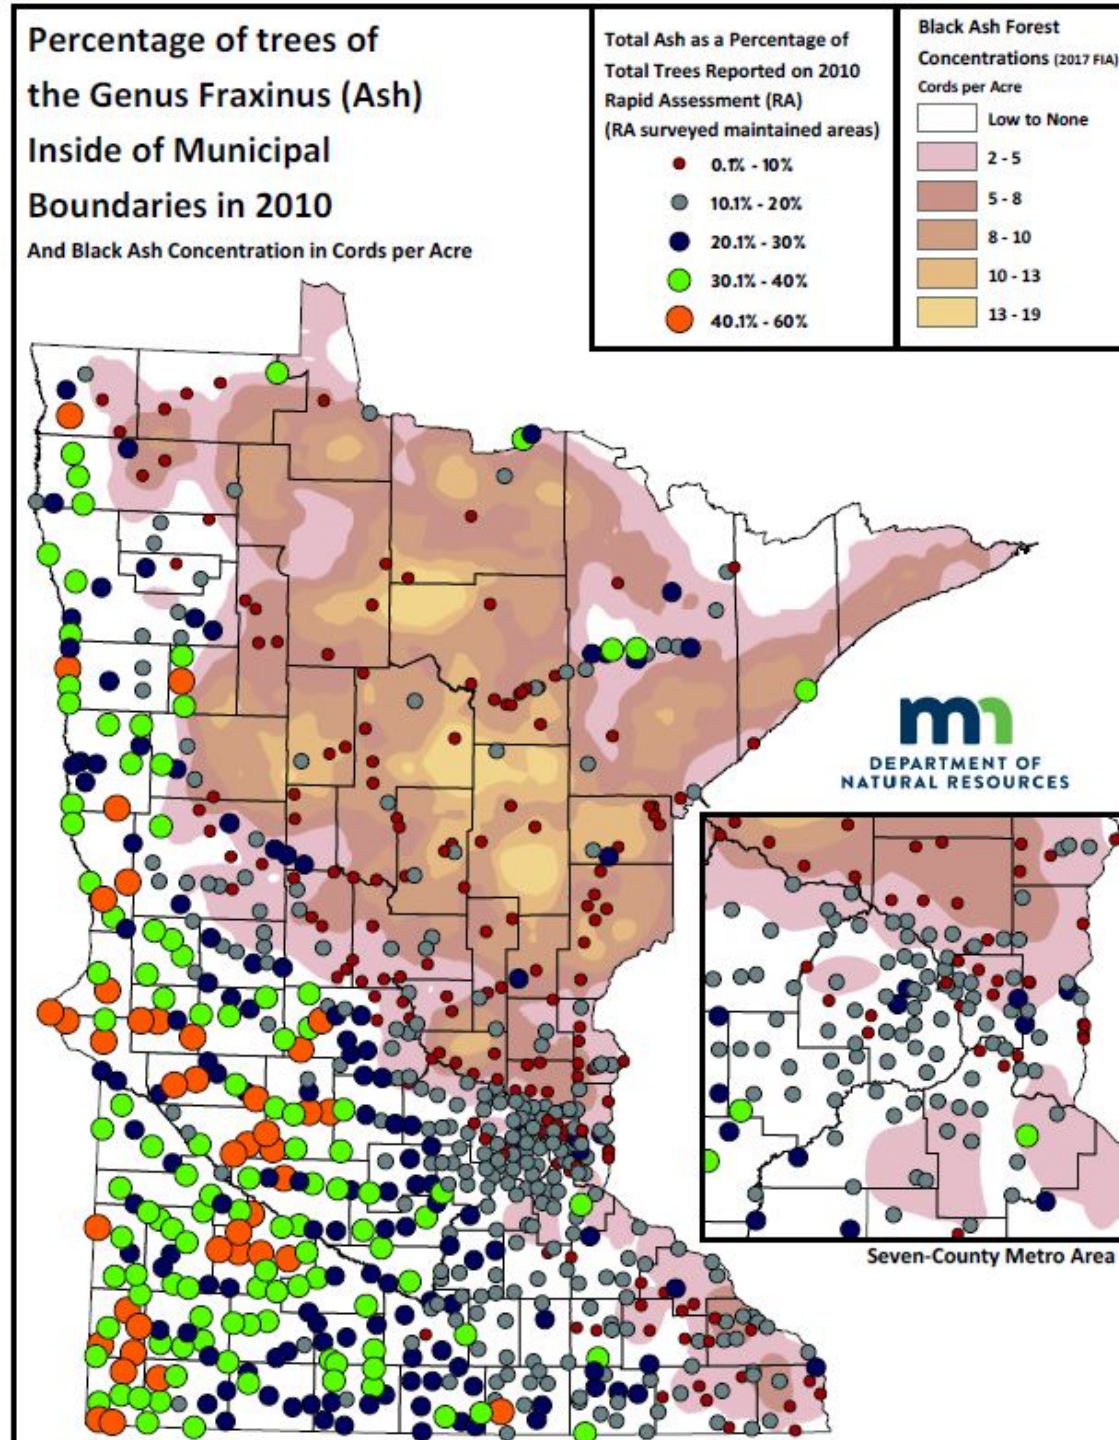 Percentage of trees of
the Genus Fraxinus (Ash)
Inside of Municipal
Boundaries in 2010
And Black Ash Concentration in Cords per Acre
Total Ash as a Percentage of
Total Trees Reported on 2010
Rapid Assessment (RA)
(RA surveyed maintained areas)
0.1% - 10%
10.1% - 20%
20.1% - 30%
30.1% - 40%
40.1% - 60%
Black Ash Forest
Concentrations (2017 FIA)
Cords per Acre
Low to None
2 - 5
5 - 8
8 - 10
10 - 13
13 - 19
mn
DEPARTMENT OF
NATURAL RESOURCES
Seven-County Metro Area